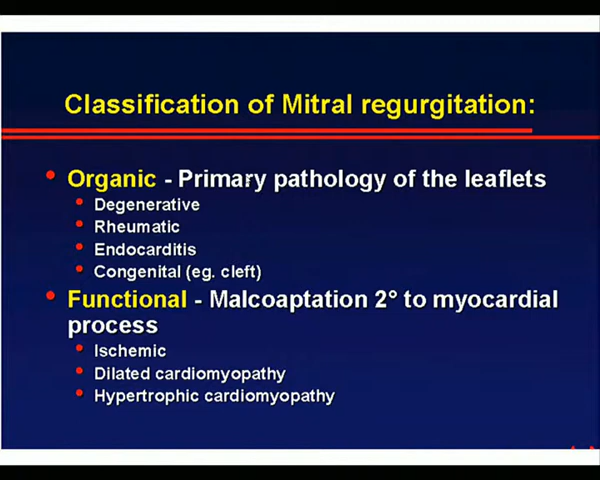 Classification of Mitral regurgitation:
Organic - Primary pathology of the leaflets
Degenerative
Rheumatic
Endocarditis
Congenital (eg. cleft)
Functional - Malcoaptation 2° to myocardial
process
Ischemic
Dilated cardiomyopathy
Hypertrophic cardiomyopathy